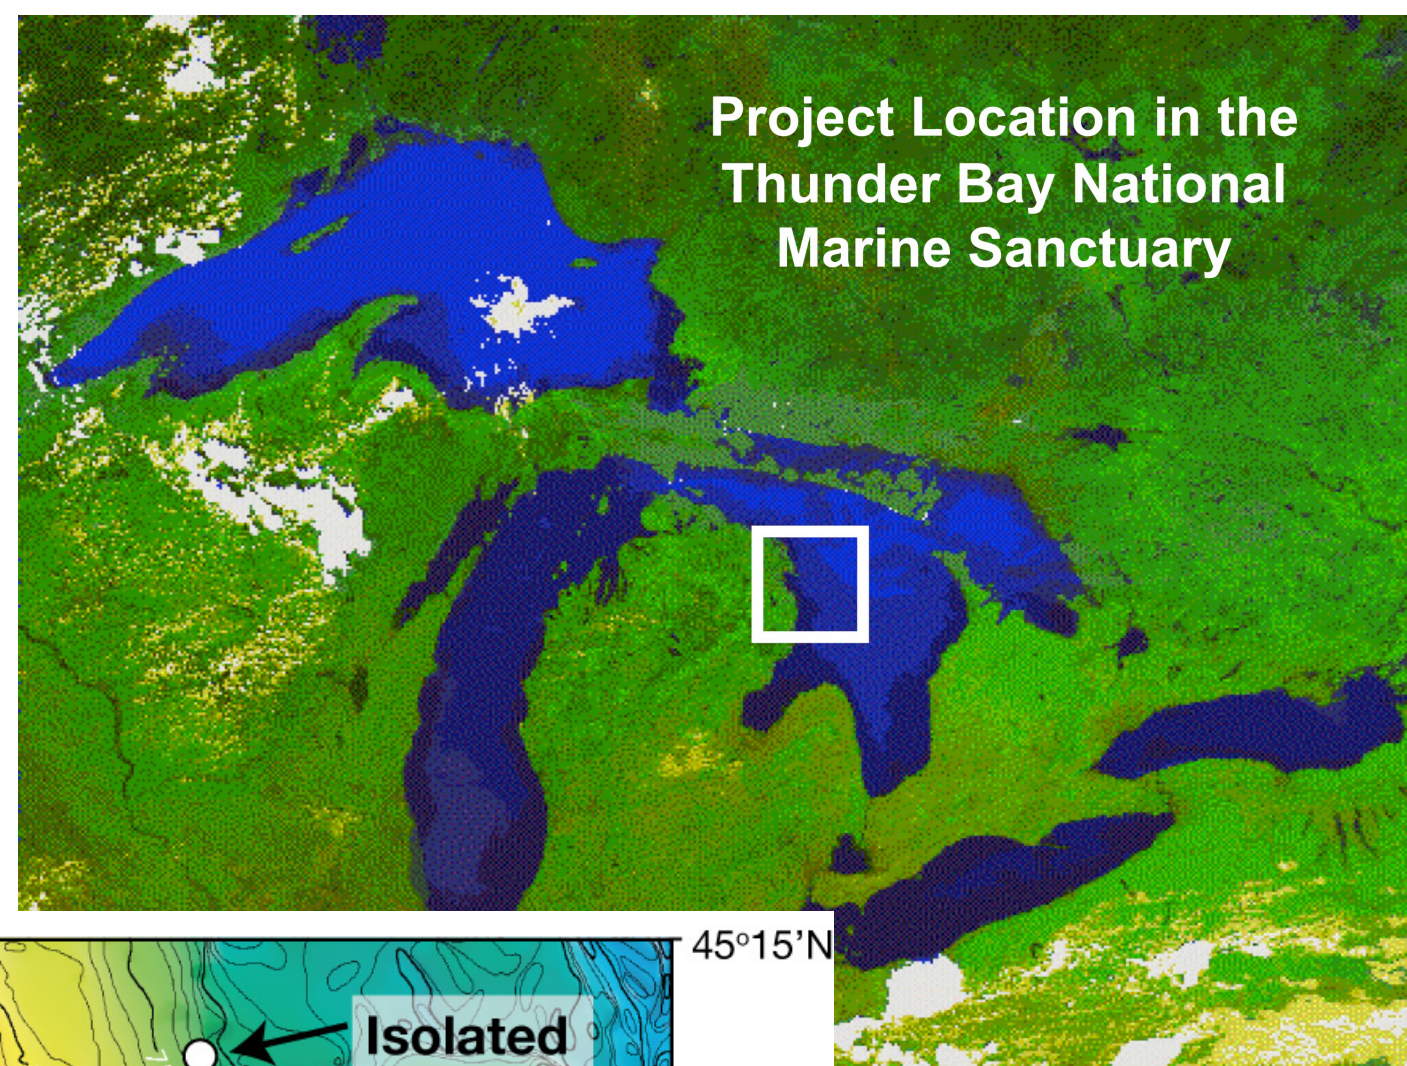 Project Location in the
Thunder Bay National
Marine Sanctuary
45°15'N
Isolated